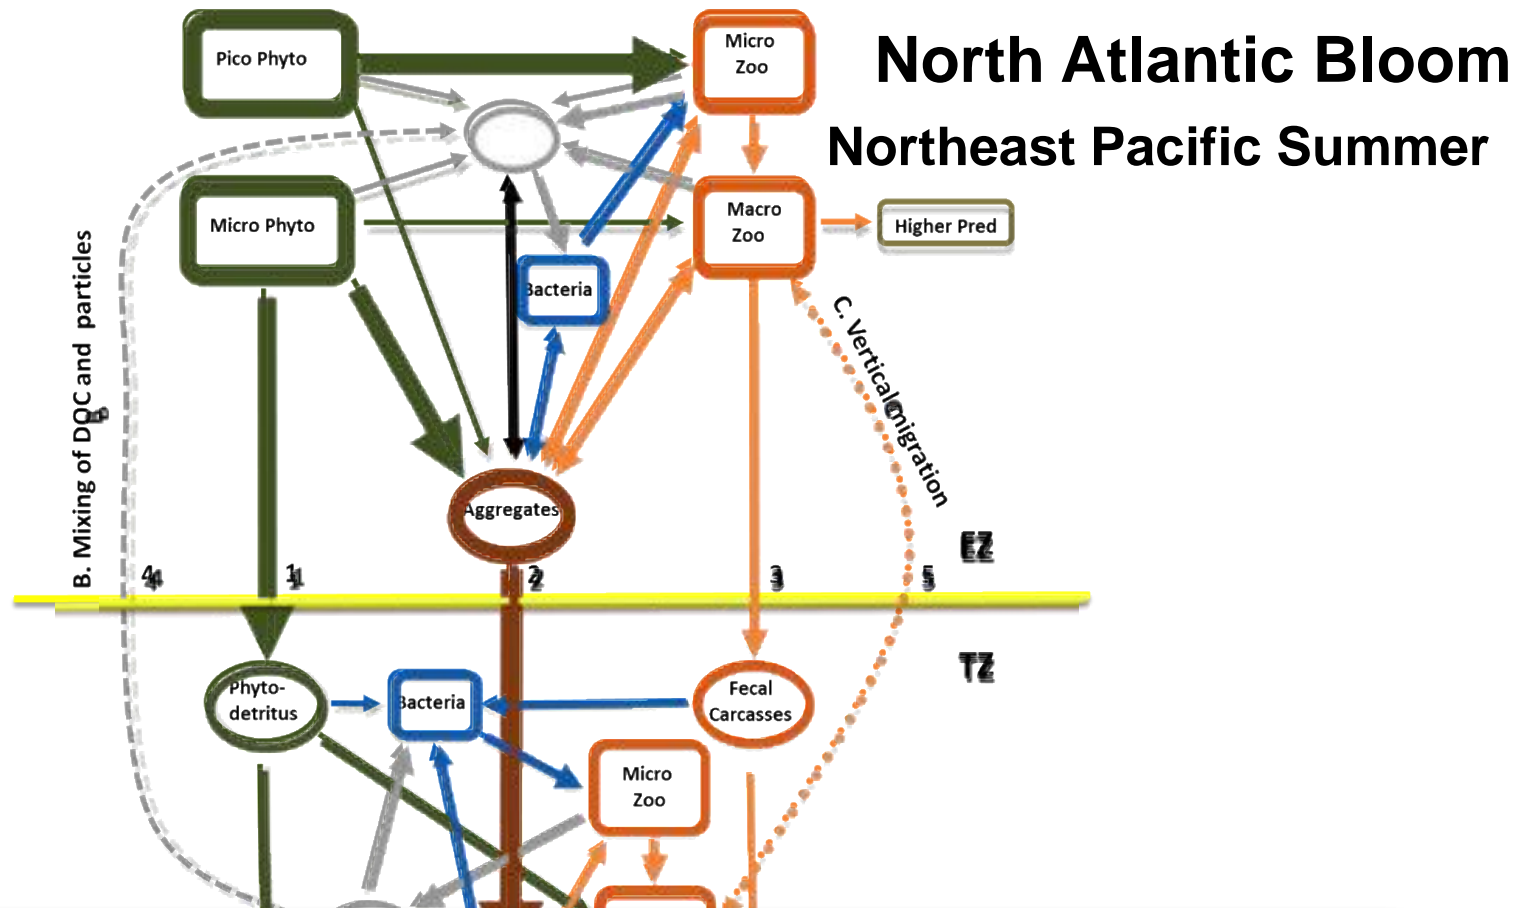 North Atlantic Bloom
Northeast Pacific Summer
Pico Phyto
Micro
Zoo
Micro Phyto
Macro
Zoo
Higher Pred
Bacteria
B. Mixing of DOC and particles
C. Vertical migration
Aggregates
EZ
4
1
2
3
5
TZ
Phyto-
detritus
Bacteria
Fecal
Carcasses
Micro
Zoo